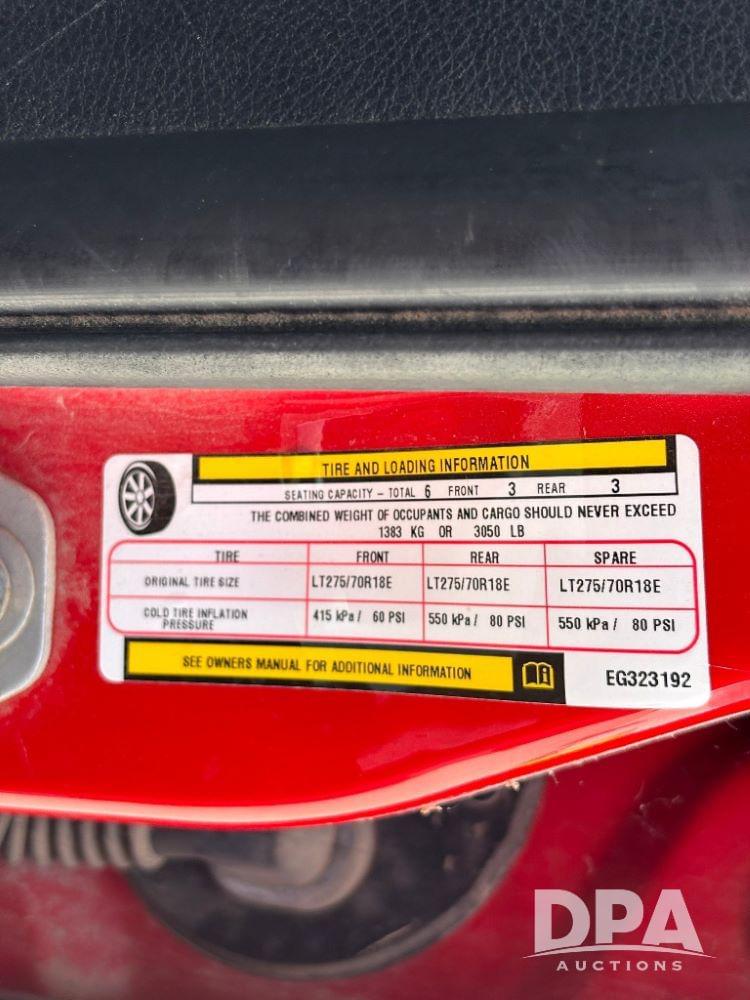 TIRE AND LOADING INFORMATION
SEATING CAPACITY – TOTAL 6 FRONT 3 REAR 3
THE COMBINED WEIGHT OF OCCUPANTS AND CARGO SHOULD NEVER EXCEED
1383 KG OR 3050 LB
TIRE FRONT REAR SPARE
ORIGINAL TIRE SIZE LT275/70R18E LT275/70R18E LT275/70R18E
COLD TIRE INFLATION PRESSURE 415 kPa / 60 PSI 550 kPa / 80 PSI 550 kPa / 80 PSI
SEE OWNERS MANUAL FOR ADDITIONAL INFORMATION
EG323192
DPA
AUCTIONS